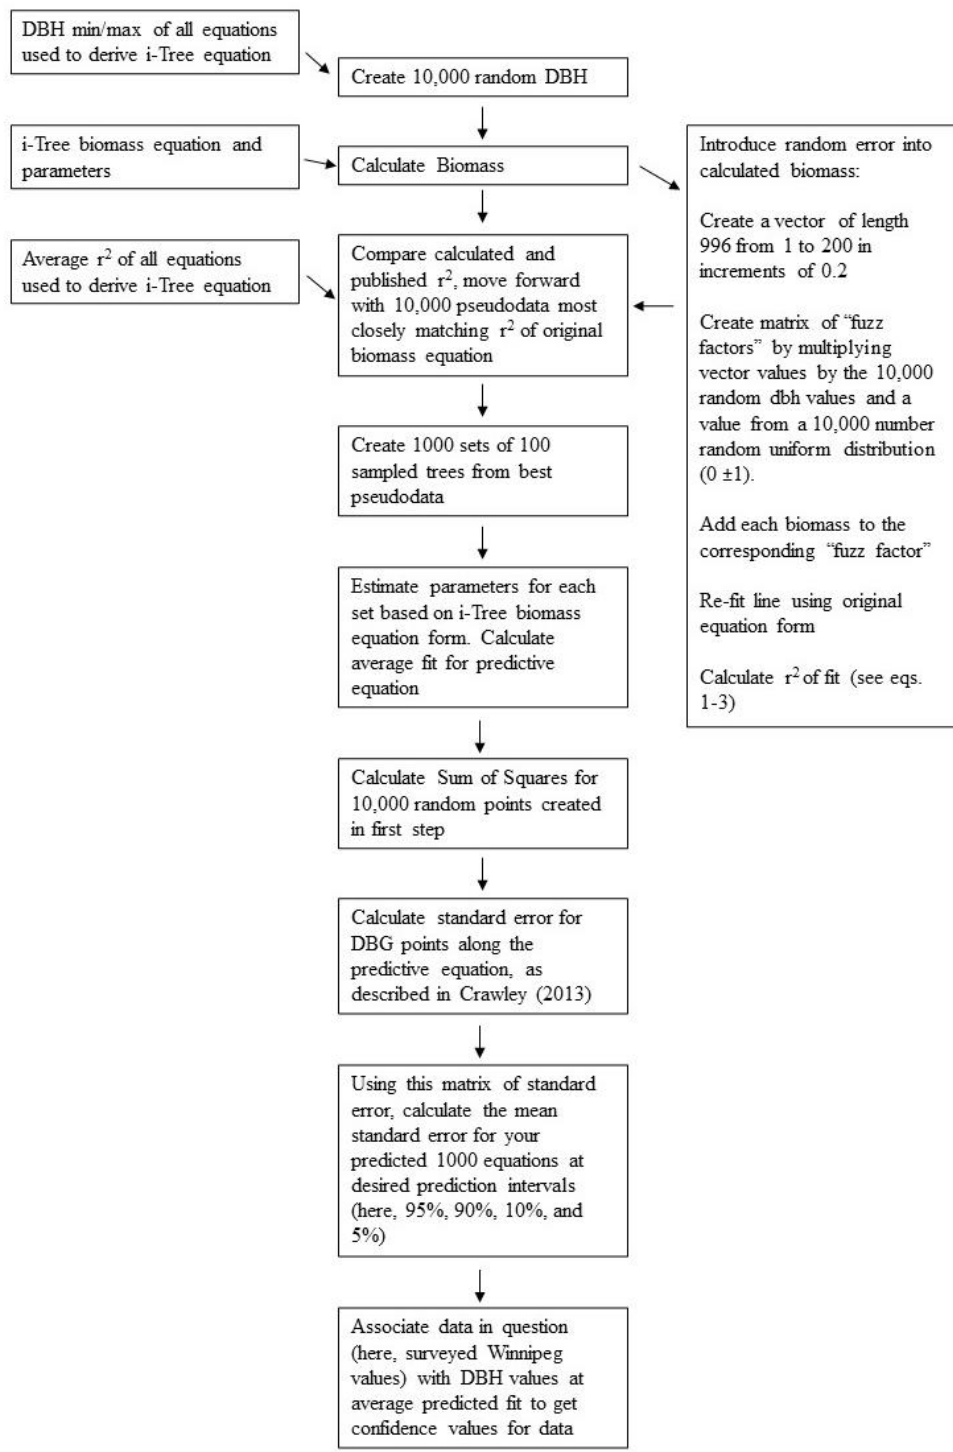 DBH min/max of all equations
used to derive i-Tree equation
Create 10,000 random DBH
i-Tree biomass equation and
parameters
Calculate Biomass
Average r² of all equations
used to derive i-Tree equation
Compare calculated and
published r², move forward
with 10,000 pseudodata most
closely matching r² of original
biomass equation
Introduce random error into
calculated biomass:
Create a vector of length
996 from 1 to 200 in
increments of 0.2
Create matrix of “fuzz
factors” by multiplying
vector values by the 10,000
random dbh values and a
value from a 10,000 number
random uniform distribution
(0 ±1).
Add each biomass to the
corresponding “fuzz factor”
Re-fit line using original
equation form
Calculate r² of fit (see eqs.
1-3)
Create 1000 sets of 100
sampled trees from best
pseudodata
Estimate parameters for each
set based on i-Tree biomass
equation form. Calculate
average fit for predictive
equation
Calculate Sum of Squares for
10,000 random points created
in first step
Calculate standard error for
DBG points along the
predictive equation, as
described in Crawley (2013)
Using this matrix of standard
error, calculate the mean
standard error for your
predicted 1000 equations at
desired prediction intervals
(here, 95%, 90%, 10%, and
5%)
Associate data in question
(here, surveyed Winnipeg
values) with DBH values at
average predicted fit to get
confidence values for data